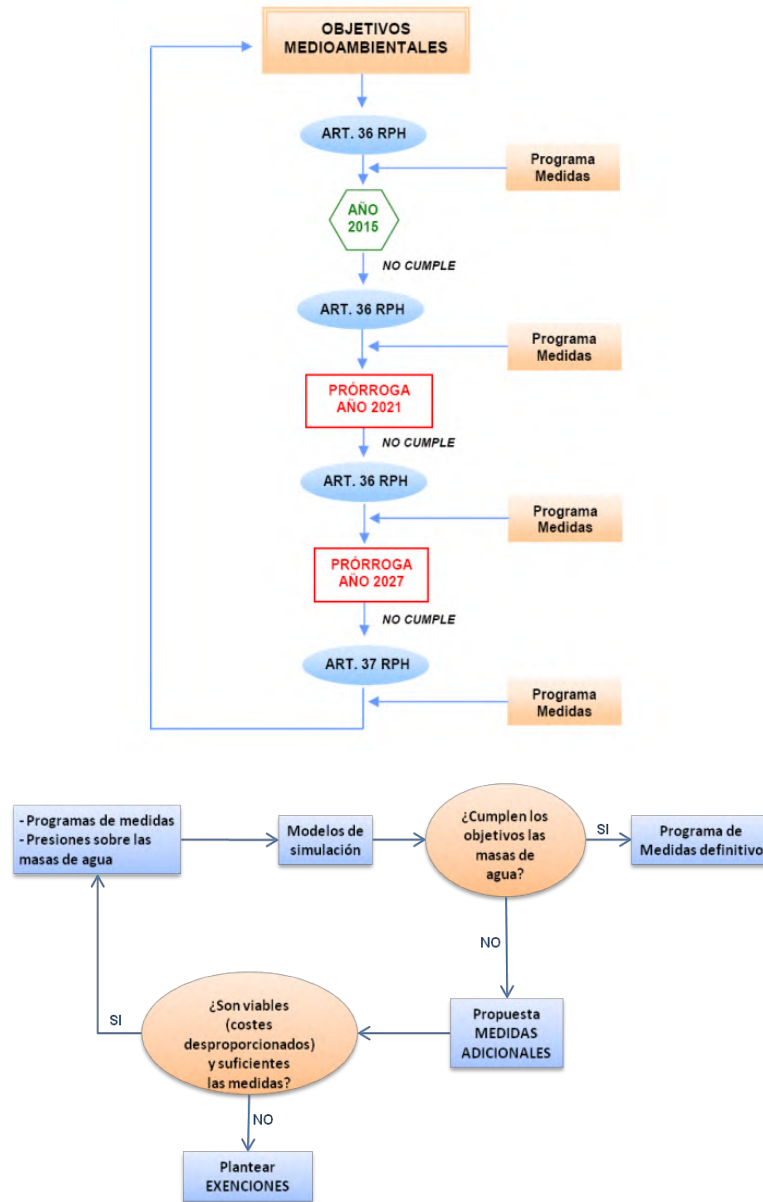 OBJETIVOS
MEDIOAMBIENTALES
ART. 36 RPH
Programa
Medidas
AÑO
2015
NO CUMPLE
ART. 36 RPH
Programa
Medidas
PRÓRROGA
AÑO 2021
NO CUMPLE
ART. 36 RPH
Programa
Medidas
PRÓRROGA
AÑO 2027
NO CUMPLE
ART. 37 RPH
Programa
Medidas
- Programas de medidas
- Presiones sobre las
masas de agua
Modelos de
simulación
¿Cumplen los
objetivos las
masas de
agua?
SI
Programa de
Medidas definitivo
NO
Propuesta
MEDIDAS
ADICIONALES
¿Son viables
(costes
desproporcionados)
y suficientes
las medidas?
SI
NO
Plantear
EXENCIONES